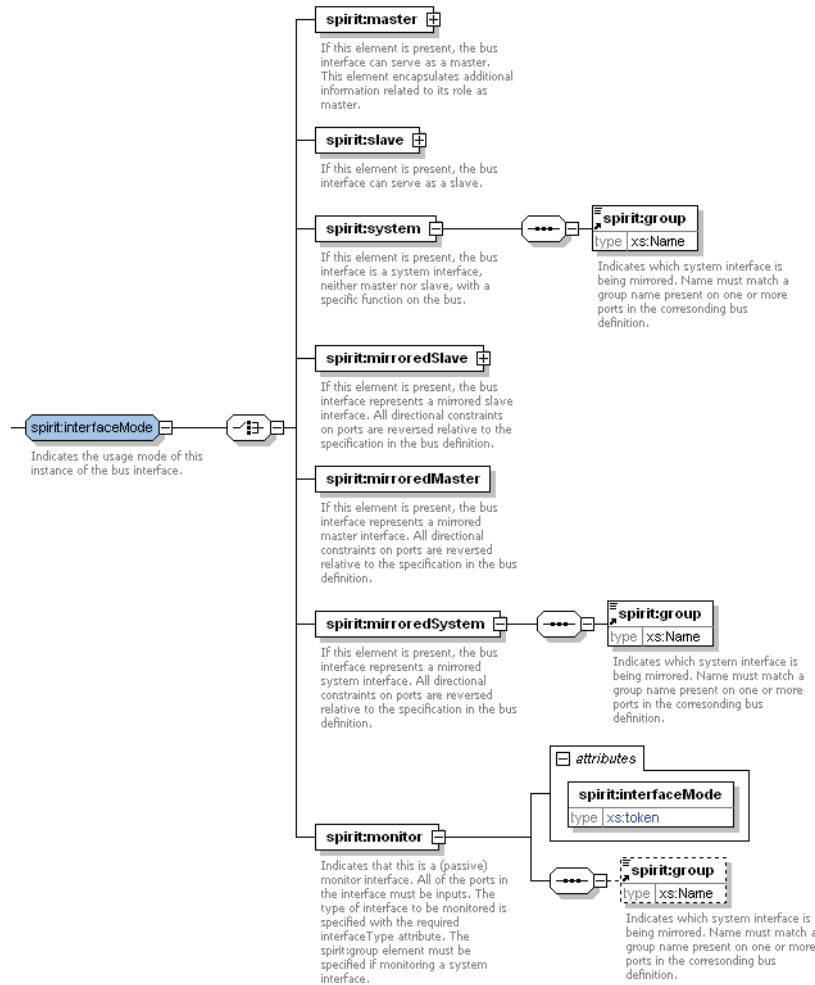 spirit:master
If this element is present, the bus
interface can serve as a master.
This element encapsulates additional
information related to its role as
master.
spirit:slave
If this element is present, the bus
interface can serve as a slave.
spirit:system
If this element is present, the bus
interface is a system interface,
neither master nor slave, with a
specific function on the bus.
spirit:group
type xs:Name
Indicates which system interface is
being mirrored. Name must match a
group name present on one or more
ports in the corresonding bus
definition.
spirit:mirroredSlave
If this element is present, the bus
interface represents a mirrored slave
interface. All directional constraints
on ports are reversed relative to the
specification in the bus definition.
spirit:interfaceMode
Indicates the usage mode of this
instance of the bus interface.
spirit:mirroredMaster
If this element is present, the bus
interface represents a mirrored
master interface. All directional
constraints on ports are reversed
relative to the specification in the bus
definition.
spirit:mirroredSystem
If this element is present, the bus
interface represents a mirrored
system interface. All directional
constraints on ports are reversed
relative to the specification in the bus
definition.
spirit:group
type xs:Name
Indicates which system interface is
being mirrored. Name must match a
group name present on one or more
ports in the corresonding bus
definition.
spirit:monitor
Indicates that this is a (passive)
monitor interface. All of the ports in
the interface must be inputs. The
type of interface to be monitored is
specified with the required
interfaceType attribute. The
spirit:group element must be
specified if monitoring a system
interface.
attributes
spirit:interfaceMode
type xs:token
spirit:group
type xs:Name
Indicates which system interface is
being mirrored. Name must match a
group name present on one or more
ports in the corresonding bus
definition.